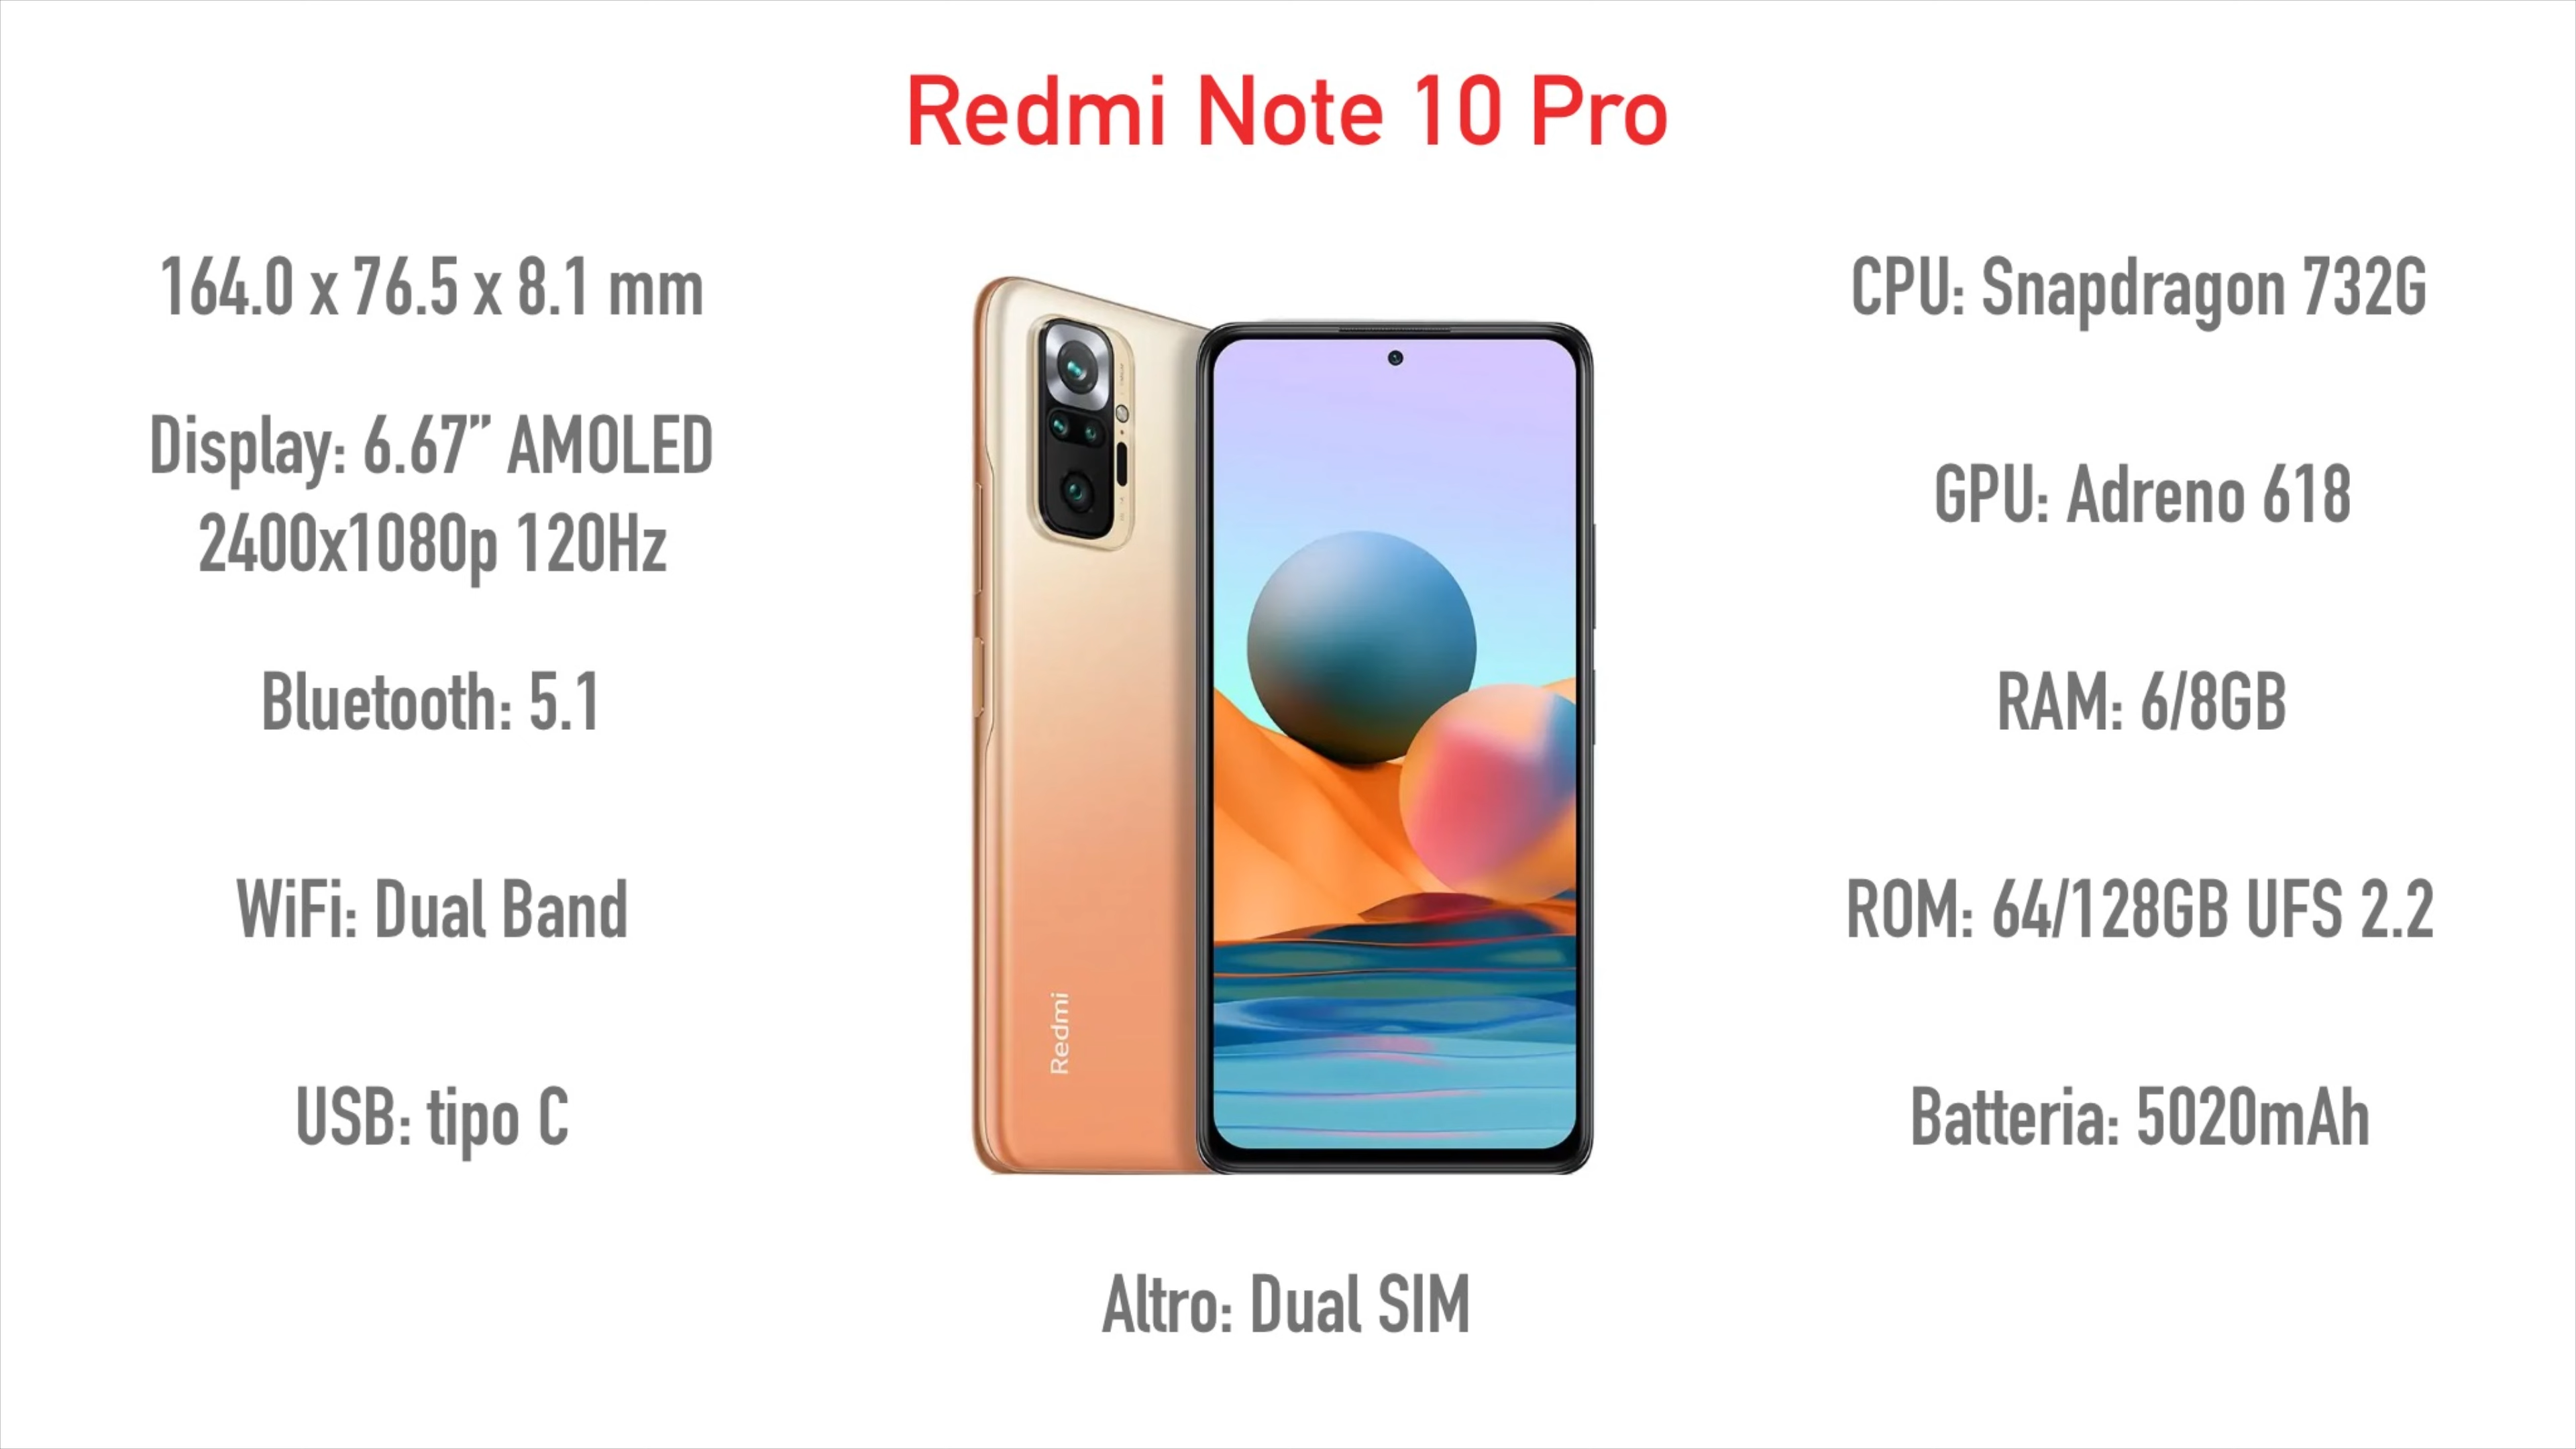 Redmi Note 10 Pro
164.0 x 76.5 x 8.1 mm
Display: 6.67” AMOLED
2400x1080p 120Hz
Bluetooth: 5.1
WiFi: Dual Band
USB: tipo C
Redmi
CPU: Snapdragon 732G
GPU: Adreno 618
RAM: 6/8GB
ROM: 64/128GB UFS 2.2
Batteria: 5020mAh
Altro: Dual SIM